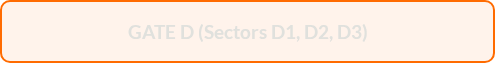 GATE D (Sectors D1, D2, D3)